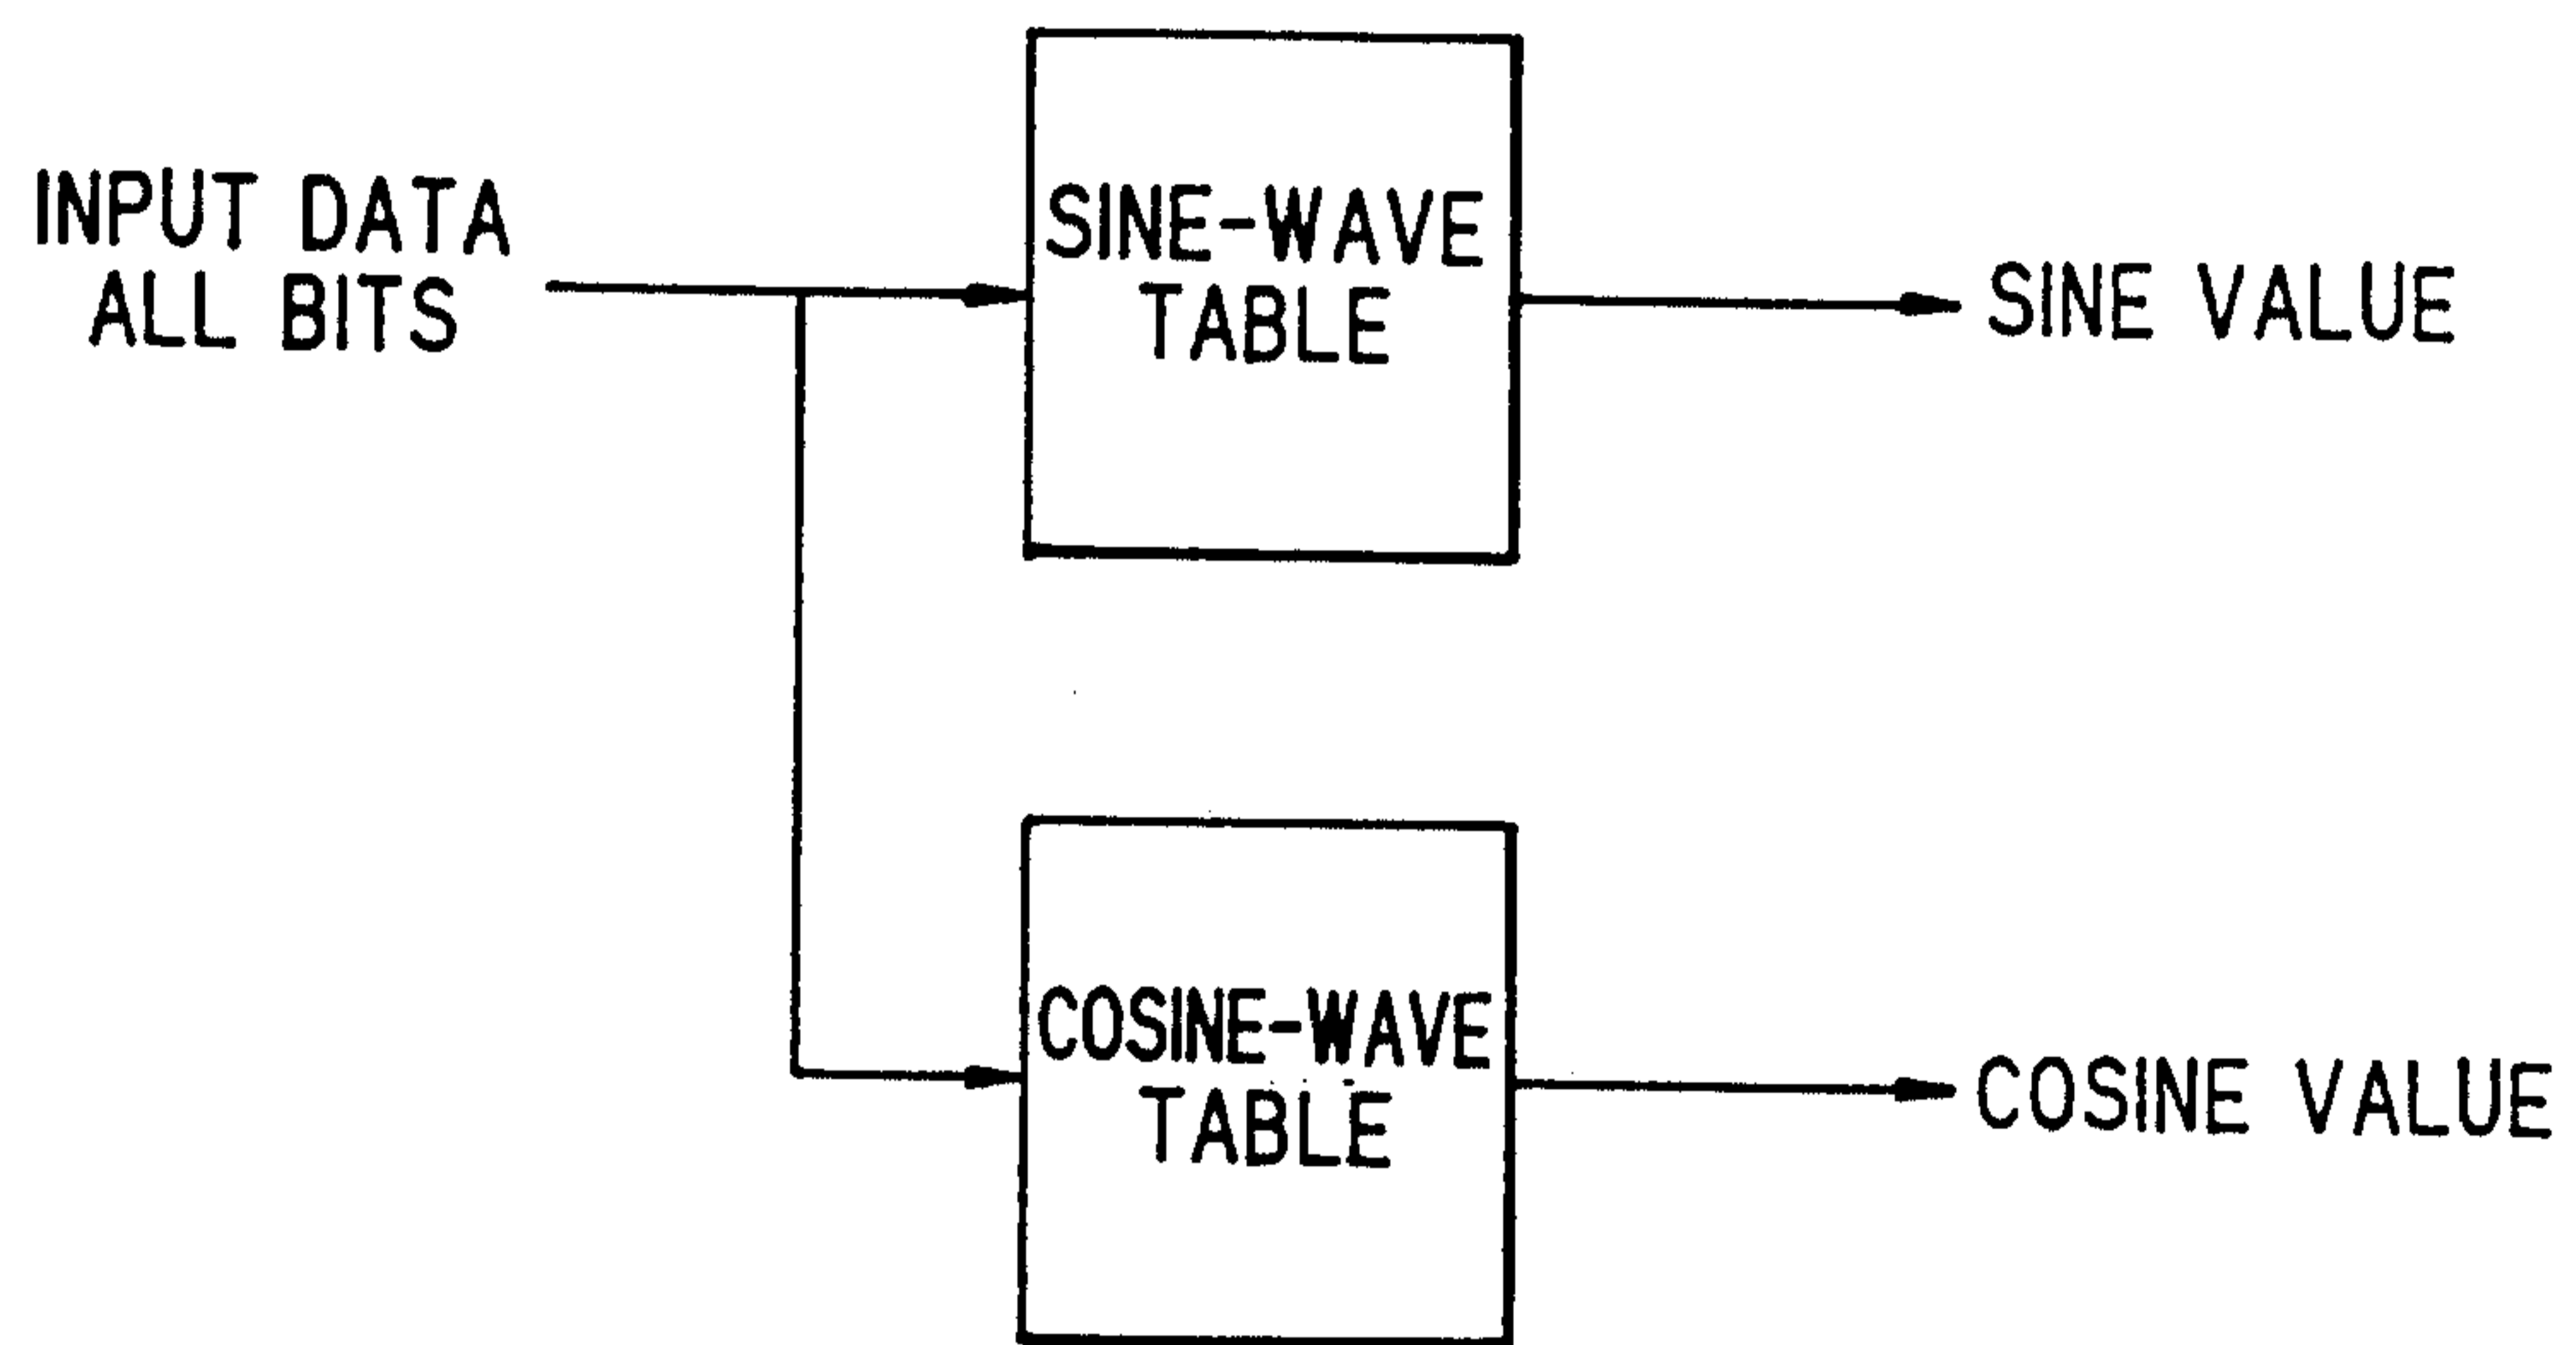 INPUT DATA
ALL BITS
SINE-WAVE
TABLE
SINE VALUE
COSINE-WAVE
TABLE
COSINE VALUE